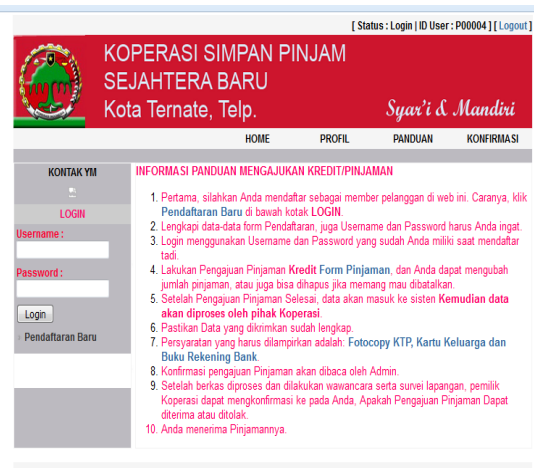 [ Status : Login | ID User : P00004 ] [ Logout ]
KOPERASI SIMPAN PINJAM
SEJAHTERA BARU
Kota Ternate, Telp.
Syar'i & Mandiri
HOME PROFIL PANDUAN KONFIRMASI
KONTAK YM
LOGIN
Username :
Password :
Login
Pendaftaran Baru
INFORMASI PANDUAN MENGAJUKAN KREDIT/PINJAMAN
1. Pertama, silahkan Anda mendaftar sebagai member pelanggan di web ini. Caranya, klik
Pendaftaran Baru di bawah kotak LOGIN.
2. Lengkapi data-data form Pendaftaran, juga Username dan Password harus Anda ingat.
3. Login menggunakan Username dan Password yang sudah Anda miliki saat mendaftar
tadi.
4. Lakukan Pengajuan Pinjaman Kredit Form Pinjaman, dan Anda dapat mengubah
jumlah pinjaman, atau juga bisa dihapus jika memang mau dibatalkan.
5. Setelah Pengajuan Pinjaman Selesai, data akan masuk ke sisten Kemudian data
akan diproses oleh pihak Koperasi.
6. Pastikan Data yang dikrimkan sudah lengkap.
7. Persyaratan yang harus dilampirkan adalah: Fotocopy KTP, Kartu Keluarga dan
Buku Rekening Bank.
8. Konfirmasi pengajuan Pinjaman akan dibaca oleh Admin.
9. Setelah berkas diproses dan dilakukan wawancara serta survei lapangan, pemilik
Koperasi dapat mengkonfirmasi ke pada Anda, Apakah Pengajuan Pinjaman Dapat
diterima atau ditolak.
10. Anda menerima Pinjamannya.